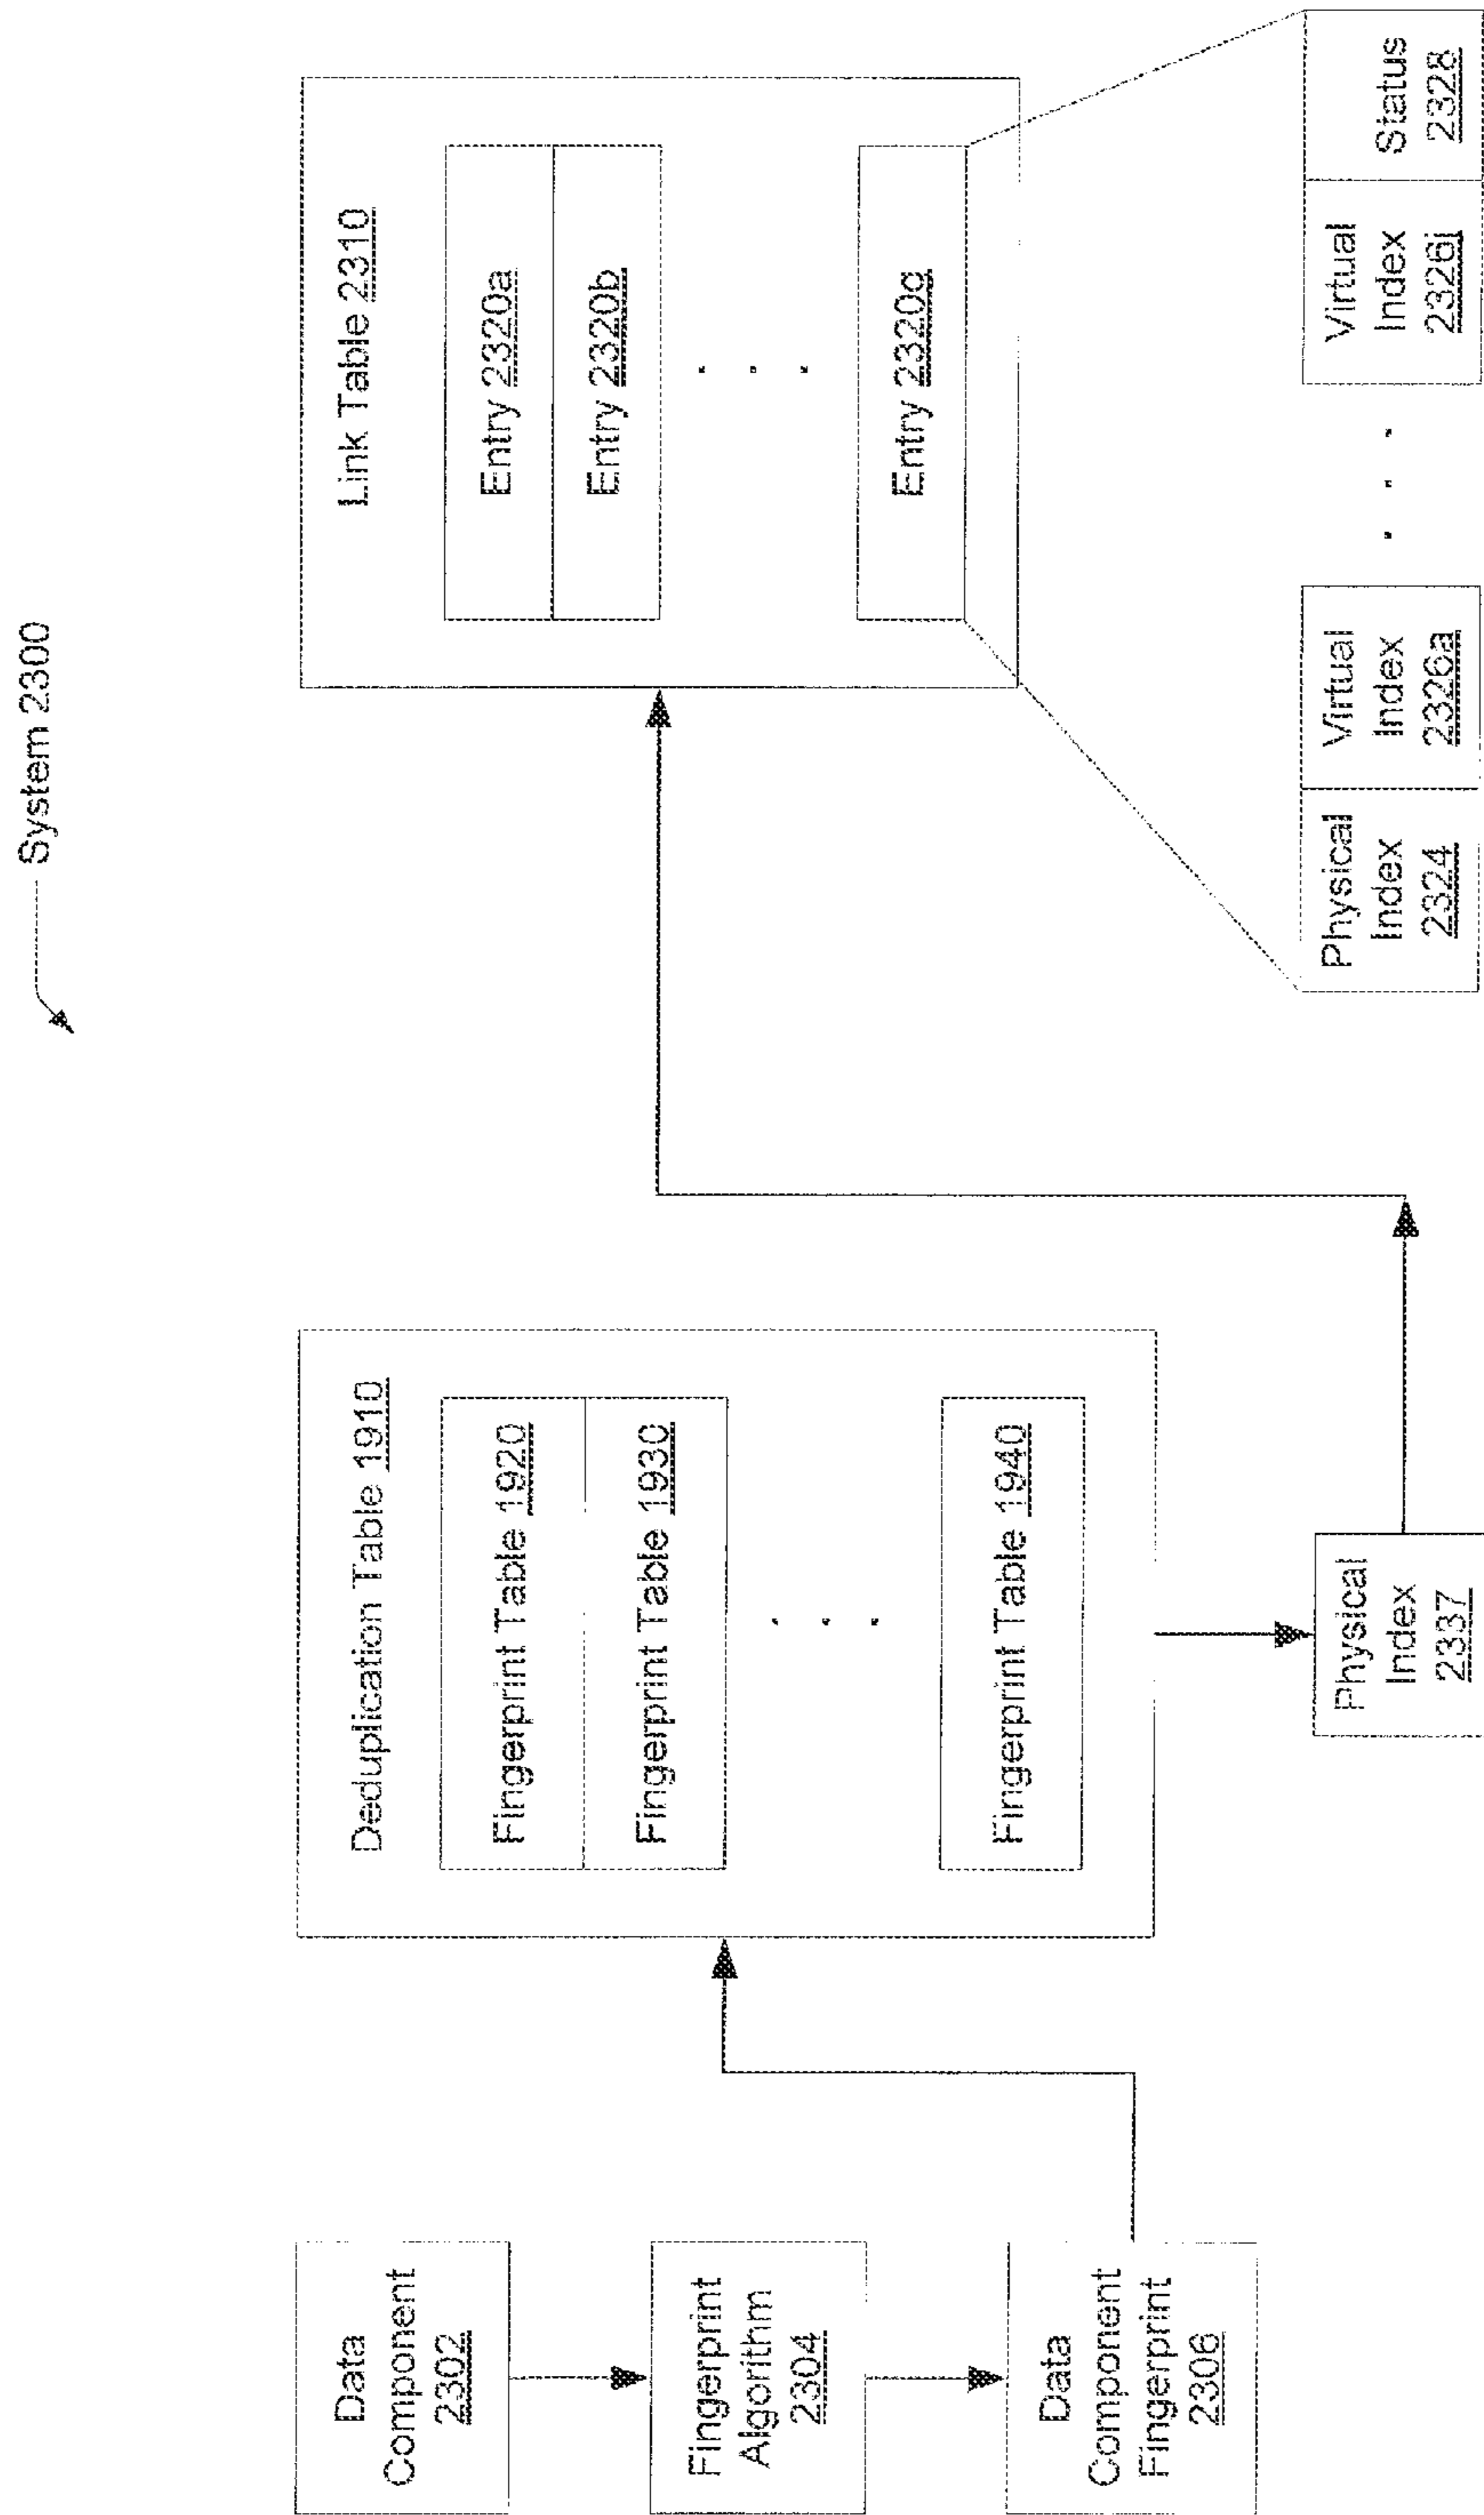 System 2300
Data
Component
2302
Fingerprint
Algorithm
2304
Data
Component
Fingerprint
2306
Deduplication Table 1910
Fingerprint Table 1920
Fingerprint Table 1930
. . .
Fingerprint Table 1940
Physical
Index
2337
Link Table 2310
Entry 2320a
Entry 2320b
. . .
Entry 2320g
Physical
Index
2324
Virtual
Index
2326a
. . .
Virtual
Index
2326j
Status
2328